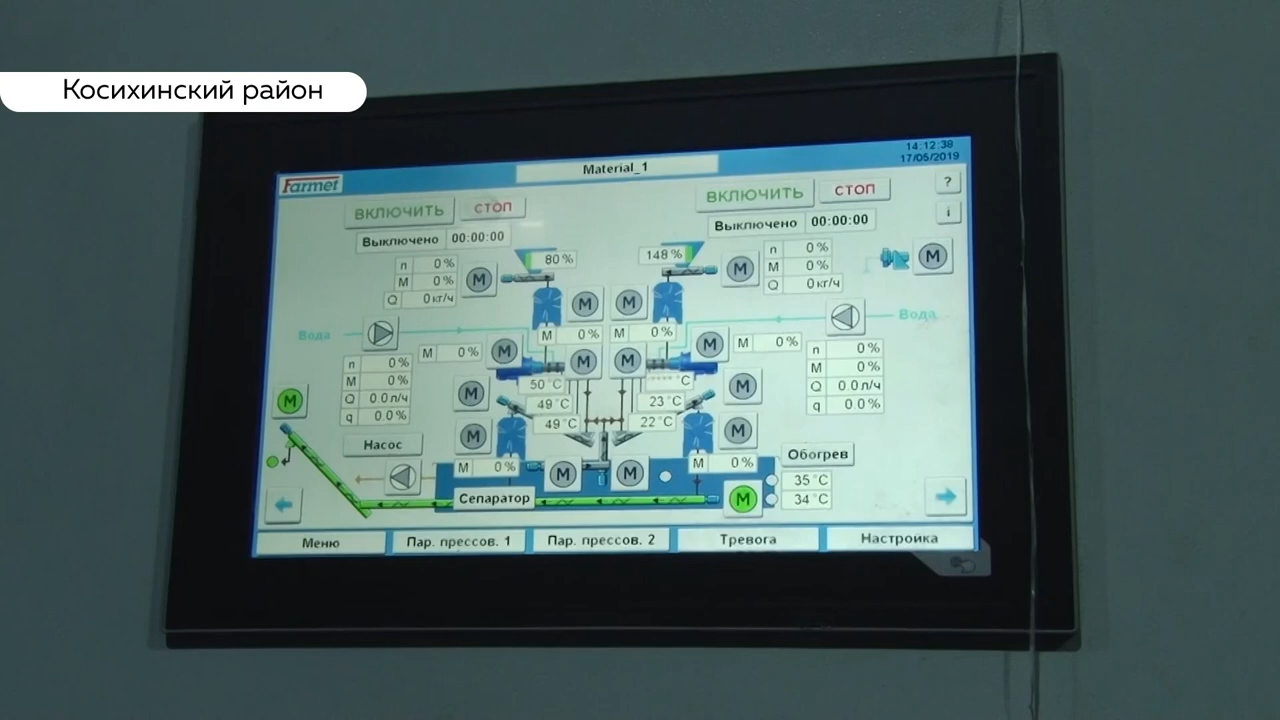 Косихинский район
14:12:38
17/05/2019
Farmet
Material_1
?
ВКЛЮЧИТЬ СТОП
ВКЛЮЧИТЬ СТОП
i
Выключено 00:00:00
Выключено 00:00:00
n 0 %
M 0 %
Q 0 кг/ч
M
80 %
148 %
M
n 0 %
M 0 %
Q 0 кг/ч
M
M M
Вода
Вода
M 0 %
M 0 %
M 0 %
M
M M
M
M 0 %
n 0 %
M 0 %
Q 0.0 л/ч
q 0.0 %
n 0 %
M 0 %
Q 0.0 л/ч
q 0.0 %
M
M
50 °C
49 °C
49 °C
°C
23 °C
22 °C
M
M
M
Насос
M 0 %
M M
M 0 %
Обогрев
35 °C
34 °C
Сепаратор
M
Меню
Пар. прессов. 1
Пар. прессов. 2
Тревога
Настройка